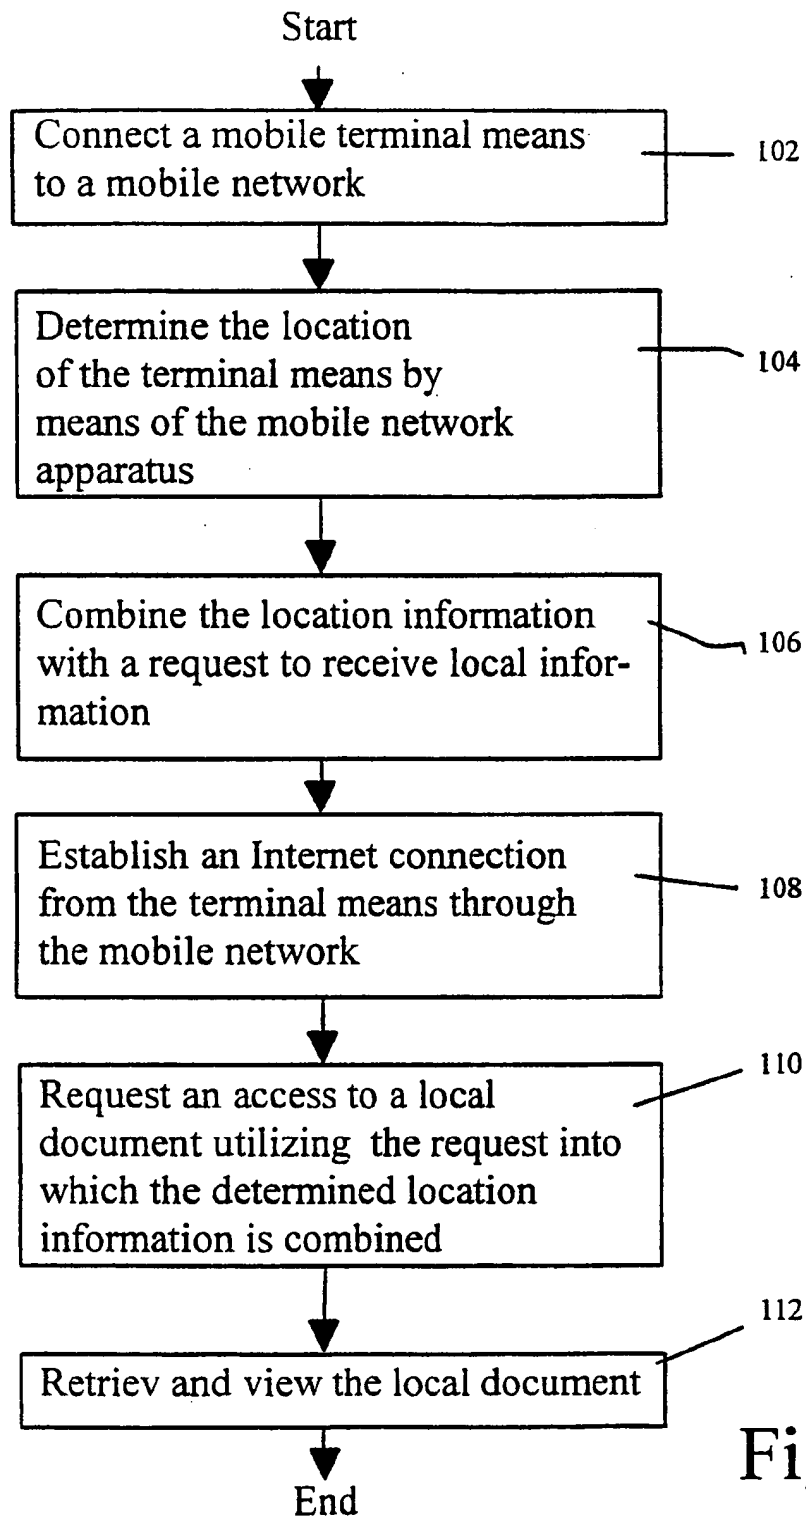 Start
Connect a mobile terminal means
to a mobile network
102
Determine the location
of the terminal means by
means of the mobile network
apparatus
104
Combine the location information
with a request to receive local infor-
mation
106
Establish an Internet connection
from the terminal means through
the mobile network
108
Request an access to a local
document utilizing the request into
which the determined location
information is combined
110
Retriev and view the local document
112
End
Fi